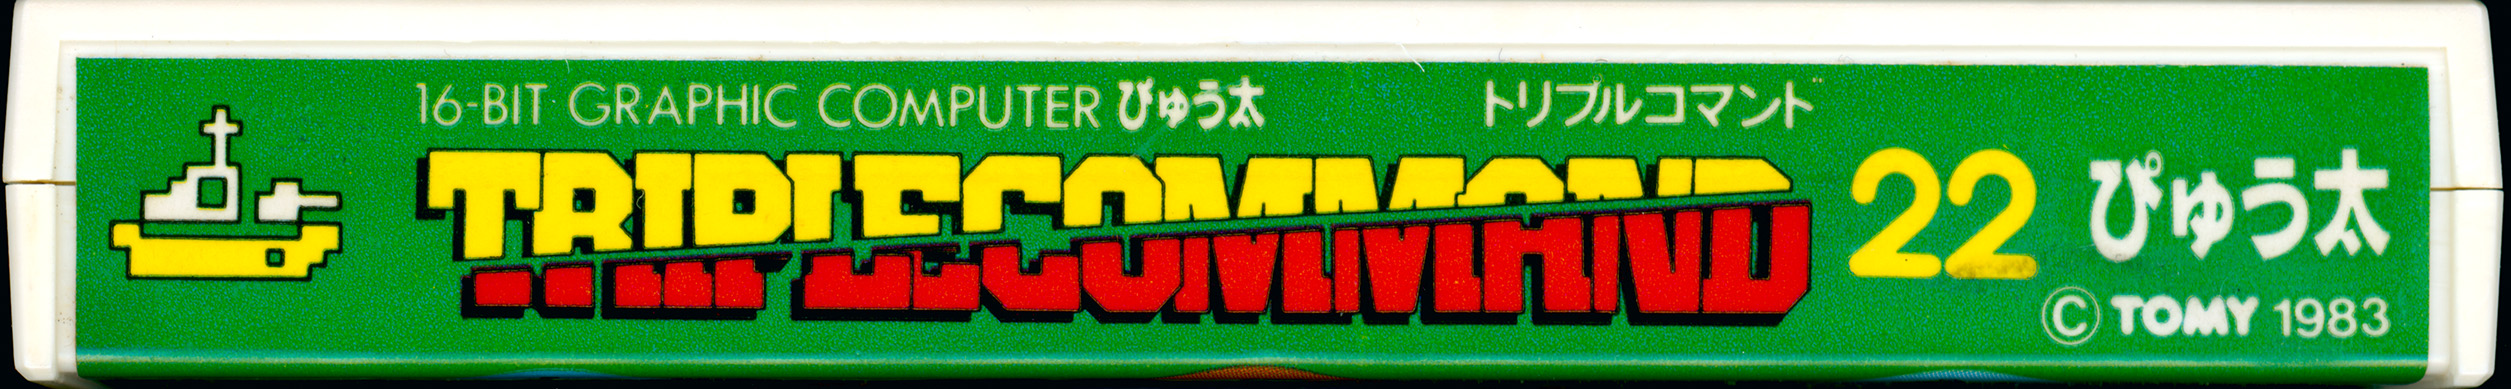 16-BIT GRAPHIC COMPUTER ぴゅう太
トリプルコマンド
TRIPLECOMMAND
22
ぴゅう太
© TOMY 1983